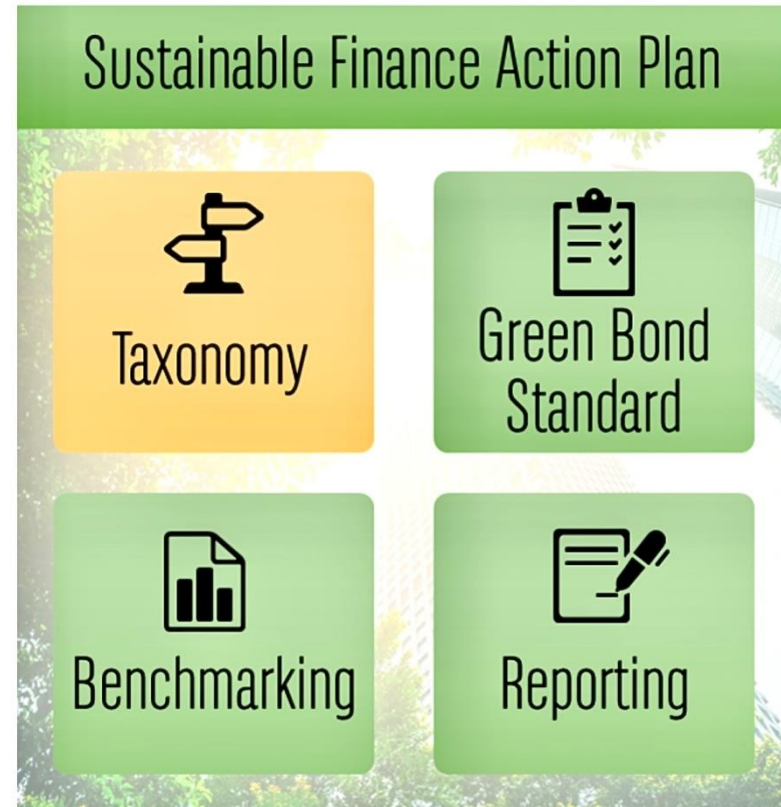 Sustainable Finance Action Plan
Taxonomy
Green Bond
Standard
Benchmarking
Reporting